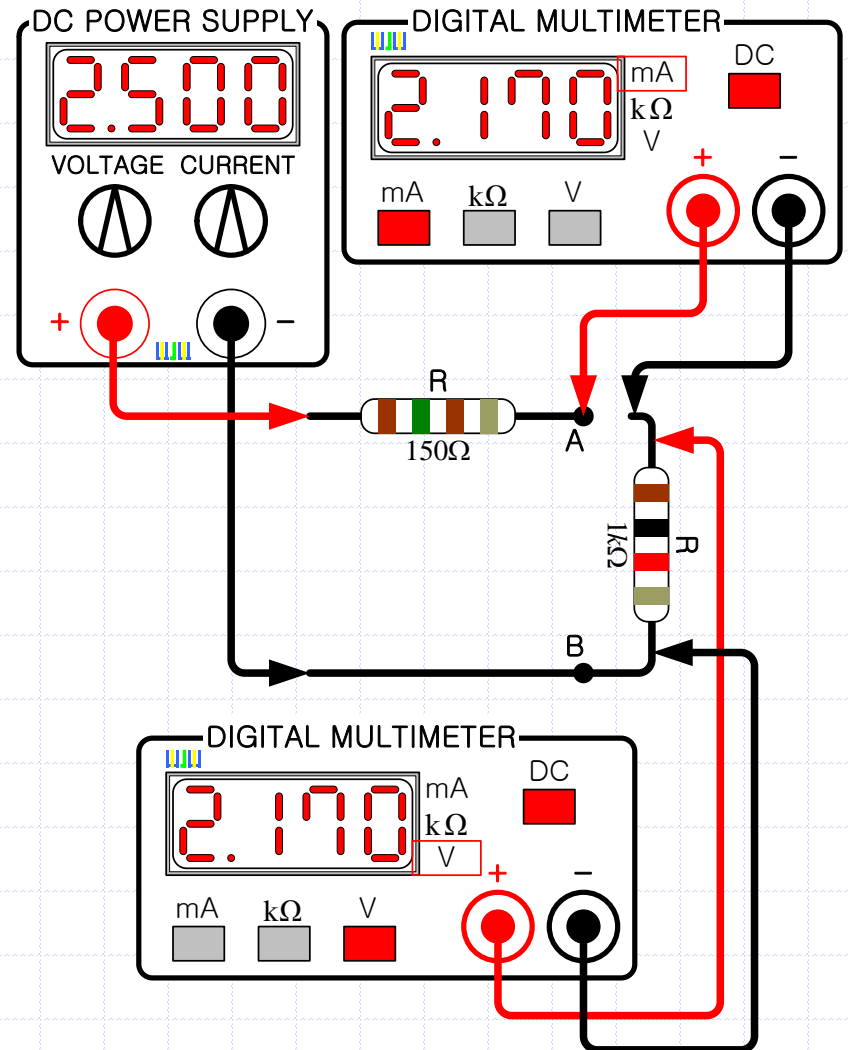 DC POWER SUPPLY
2.500
VOLTAGE CURRENT
+ −
DIGITAL MULTIMETER
2.170
mA
kΩ
V
DC
mA kΩ V
+ −
R
150Ω
A
R
1kΩ
B
DIGITAL MULTIMETER
2.170
mA
kΩ
V
DC
mA kΩ V
+ −